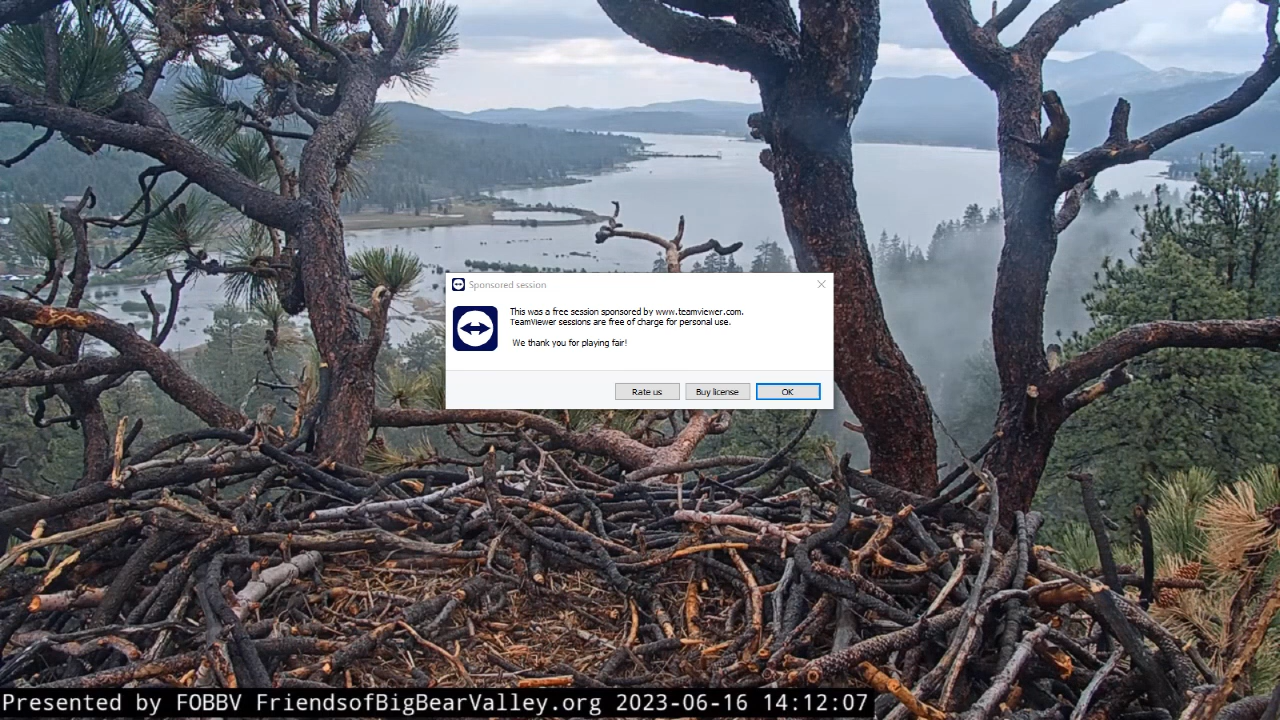 Sponsored session
This was a free session sponsored by www.teamviewer.com.
TeamViewer sessions are free of charge for personal use.
We thank you for playing fair!
Rate us
Buy license
OK
Presented by FOBBV FriendsofBigBearValley.org 2023-06-16 14:12:07